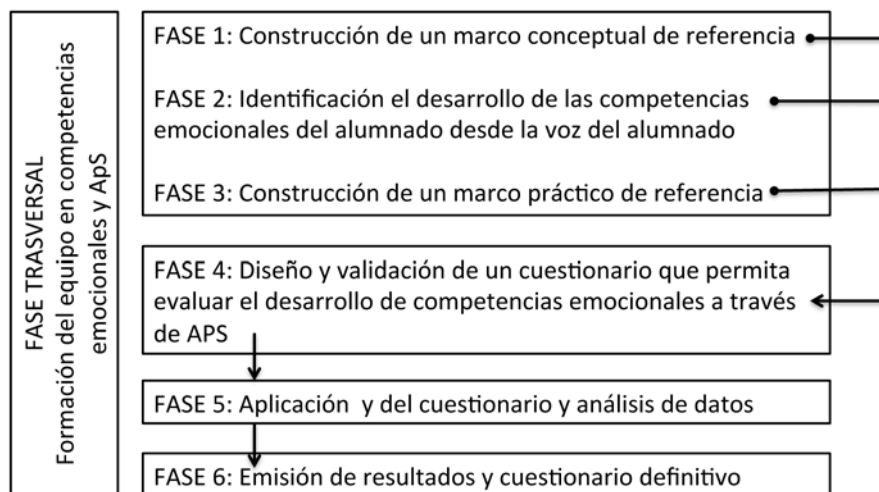 FASE TRASVERSAL
Formación del equipo en competencias
emocionales y ApS
FASE 1: Construcción de un marco conceptual de referencia
FASE 2: Identificación el desarrollo de las competencias
emocionales del alumnado desde la voz del alumnado
FASE 3: Construcción de un marco práctico de referencia
FASE 4: Diseño y validación de un cuestionario que permita
evaluar el desarrollo de competencias emocionales a través
de APS
FASE 5: Aplicación y del cuestionario y análisis de datos
FASE 6: Emisión de resultados y cuestionario definitivo